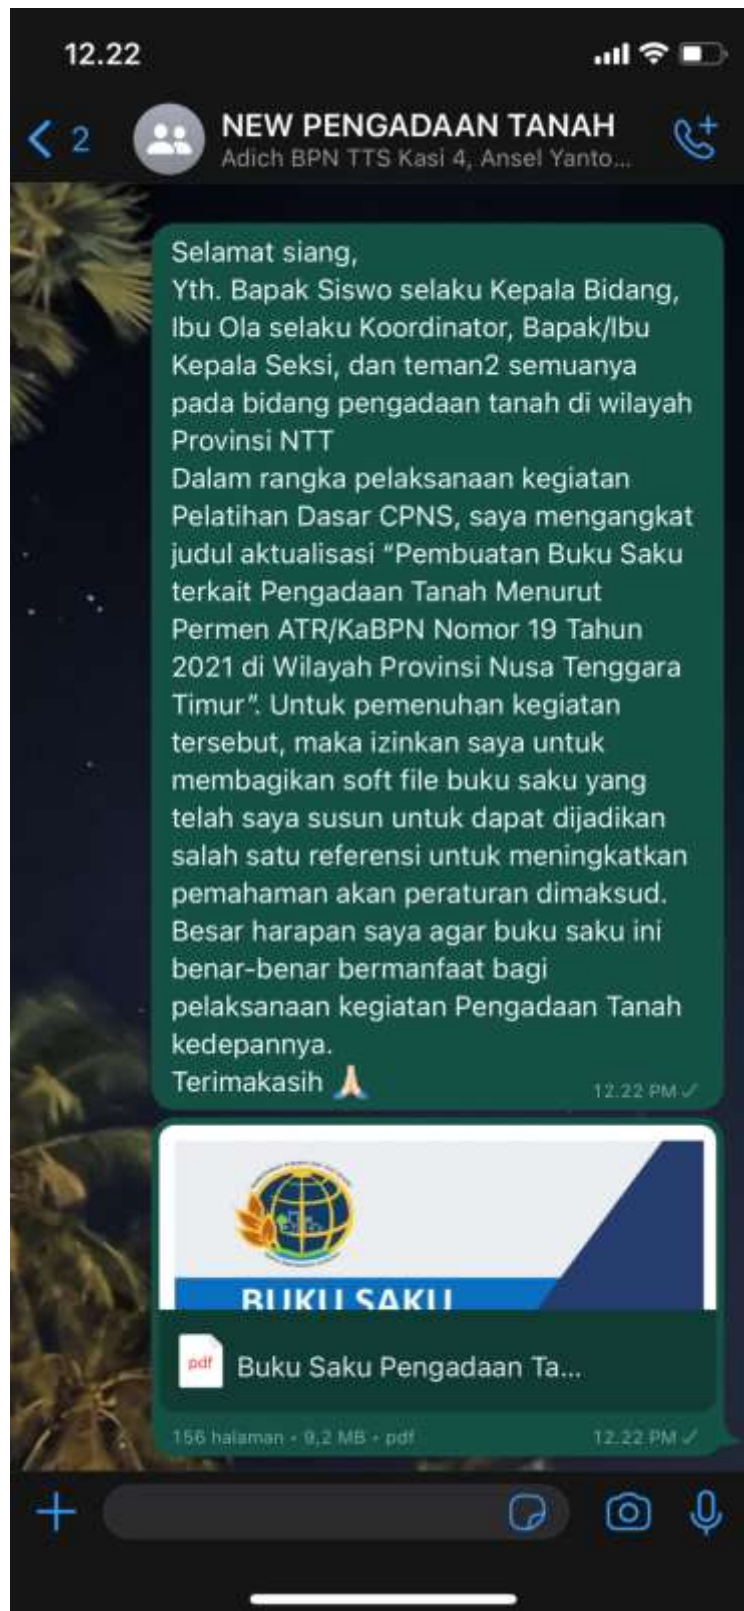 12.22
2
NEW PENGADAAN TANAH
Adich BPN TTS Kasi 4, Ansel Yanto...
Selamat siang,
Yth. Bapak Siswo selaku Kepala Bidang,
Ibu Ola selaku Koordinator, Bapak/Ibu
Kepala Seksi, dan teman2 semuanya
pada bidang pengadaan tanah di wilayah
Provinsi NTT
Dalam rangka pelaksanaan kegiatan
Pelatihan Dasar CPNS, saya mengangkat
judul aktualisasi “Pembuatan Buku Saku
terkait Pengadaan Tanah Menurut
Permen ATR/KaBPN Nomor 19 Tahun
2021 di Wilayah Provinsi Nusa Tenggara
Timur”. Untuk pemenuhan kegiatan
tersebut, maka izinkan saya untuk
membagikan soft file buku saku yang
telah saya susun untuk dapat dijadikan
salah satu referensi untuk meningkatkan
pemahaman akan peraturan dimaksud.
Besar harapan saya agar buku saku ini
benar-benar bermanfaat bagi
pelaksanaan kegiatan Pengadaan Tanah
kedepannya.
Terimakasih 🙏🏻
12.22 PM ✓
BUKU SAKU
pdf
Buku Saku Pengadaan Ta...
156 halaman • 9,2 MB • pdf
12.22 PM ✓